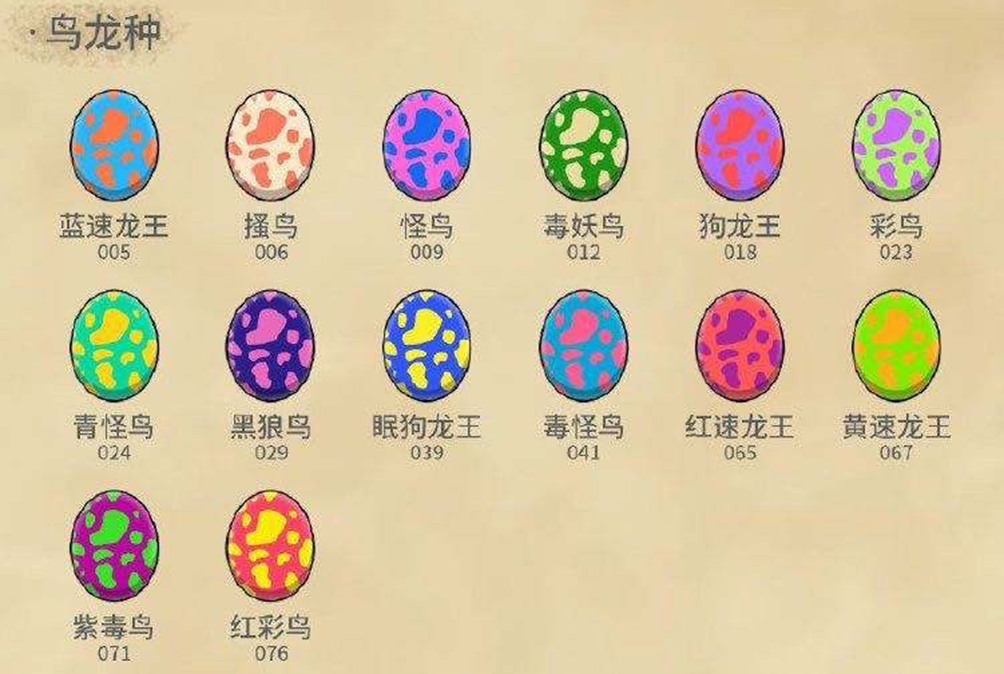 ·鸟龙种
蓝速龙王 搔鸟 怪鸟 毒妖鸟 狗龙王 彩鸟
005 006 009 012 018 023
青怪鸟 黑狼鸟 眠狗龙王 毒怪鸟 红速龙王 黄速龙王
024 029 039 041 065 067
紫毒鸟 红彩鸟
071 076